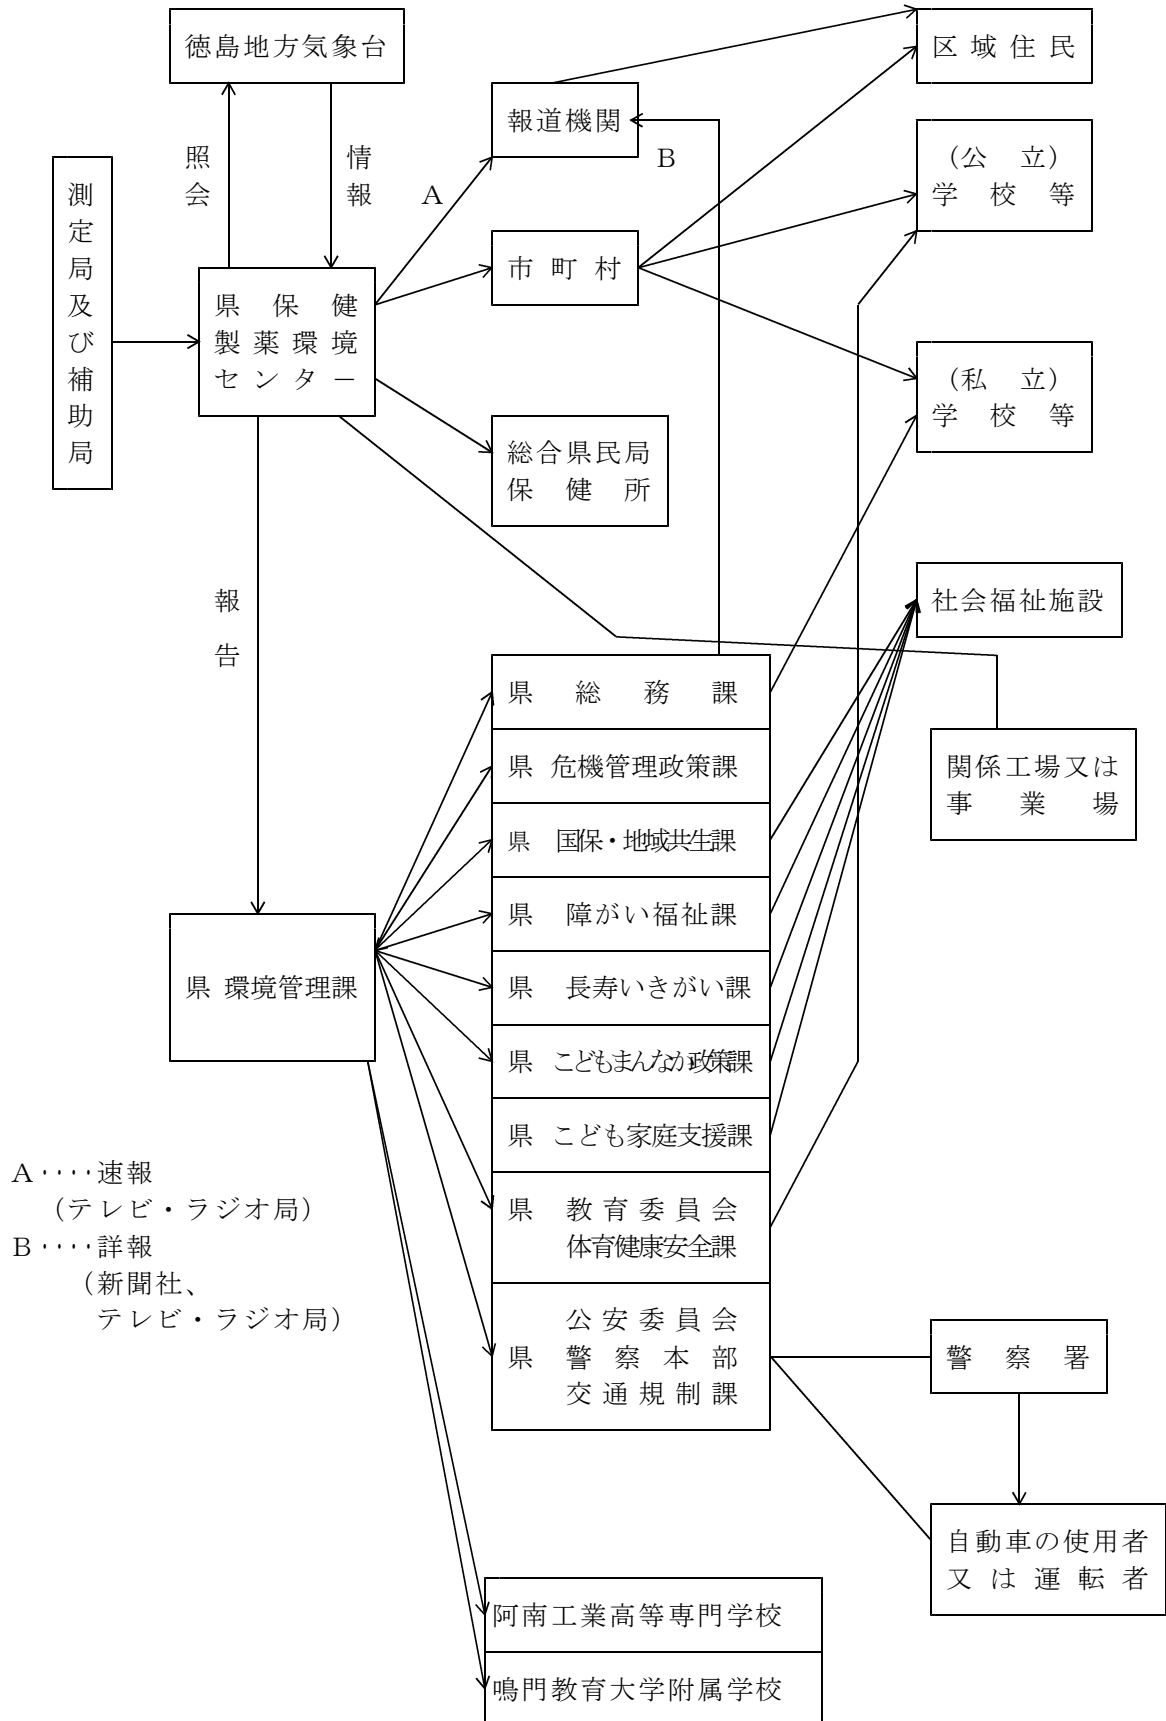 徳島地方気象台
区域住民
報道機関
B
照会
情報
A
(公立)
学校等
測定局及び補助局
市町村
県保健
製薬環境
センター
(私立)
学校等
総合県民局
保健所
報告
社会福祉施設
県 総務課
県 危機管理政策課
関係工場又は
事業場
県 国保・地域共生課
県 障がい福祉課
県 環境管理課
県 長寿いきがい課
県 こどもまんなか政策課
県 こども家庭支援課
A‥‥速報
(テレビ・ラジオ局)
B‥‥詳報
(新聞社、
テレビ・ラジオ局)
県 教育委員会
体育健康安全課
公安委員会
県 警察本部
交通規制課
警察署
自動車の使用者
又は運転者
阿南工業高等専門学校
鳴門教育大学附属学校